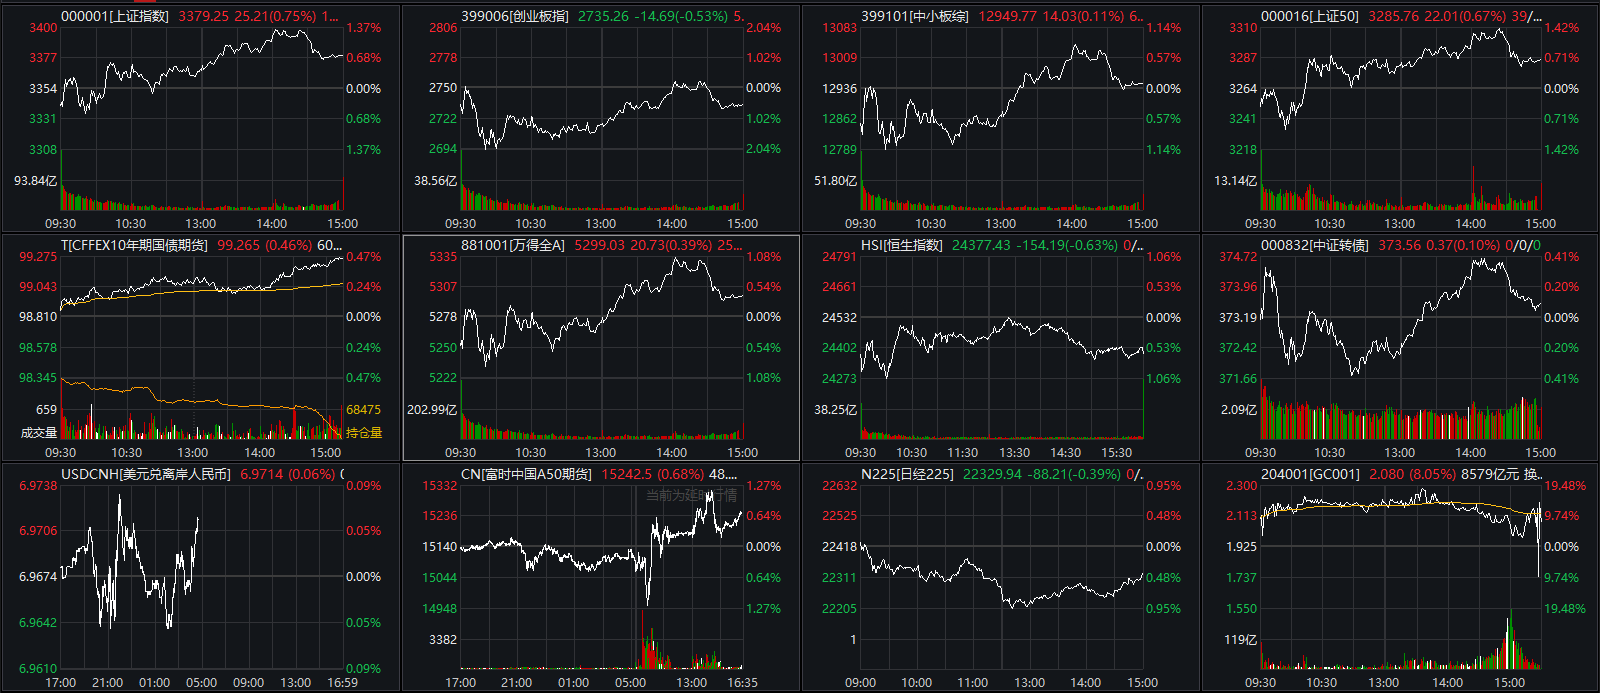 000001[上证指数] 3379.25 25.21(0.75%) 1...
3400 1.37%
3377 0.68%
3354 0.00%
3331 0.68%
3308 1.37%
93.84亿
09:30 10:30 13:00 14:00 15:00
399006[创业板指] 2735.26 -14.69(-0.53%) 5.
2806 2.04%
2778 1.02%
2750 0.00%
2722 1.02%
2694 2.04%
38.56亿
09:30 10:30 13:00 14:00 15:00
399101[中小板综] 12949.77 14.03(0.11%) 6..
13083 1.14%
13009 0.57%
12936 0.00%
12862 0.57%
12789 1.14%
51.80亿
09:30 10:30 13:00 14:00 15:00
000016[上证50] 3285.76 22.01(0.67%) 39/...
3310 1.42%
3287 0.71%
3264 0.00%
3241 0.71%
3218 1.42%
13.14亿
09:30 10:30 13:00 14:00 15:00
T[CFFEX10年期国债期货] 99.265 (0.46%) 60...
99.275 0.47%
99.043 0.24%
98.810 0.00%
98.578 0.24%
98.345 0.47%
659 68475
成交量 持仓量
09:30 10:30 13:00 14:00 15:00
881001[万得全A] 5299.03 20.73(0.39%) 25...
5335 1.08%
5307 0.54%
5278 0.00%
5250 0.54%
5222 1.08%
202.99亿
09:30 10:30 13:00 14:00 15:00
HSI[恒生指数] 24377.43 -154.19(-0.63%) 0/..
24791 1.06%
24661 0.53%
24532 0.00%
24402 0.53%
24273 1.06%
38.25亿
09:30 10:30 11:30 13:30 14:30 15:30
000832[中证转债] 373.56 0.37(0.10%) 0/0/0
374.72 0.41%
373.96 0.20%
373.19 0.00%
372.42 0.20%
371.66 0.41%
2.09亿
09:30 10:30 13:00 14:00 15:00
USDCNH[美元兑离岸人民币] 6.9714 (0.06%)
6.9738 0.09%
6.9706 0.05%
6.9674 0.00%
6.9642 0.05%
6.9610 0.09%
17:00 21:00 01:00 05:00 09:00 13:00 16:59
CN[富时中国A50期货] 15242.5 (0.68%) 48....
当前为延时行情
15332 1.27%
15236 0.64%
15140 0.00%
15044 0.64%
14948 1.27%
3382
17:00 21:00 01:00 05:00 13:00 16:35
N225[日经225] 22329.94 -88.21(-0.39%) 0/.
22632 0.95%
22525 0.48%
22418 0.00%
22311 0.48%
22205 0.95%
1
09:00 10:00 11:00 13:00 14:00 15:00
204001[GC001] 2.080 (8.05%) 8579亿元 换..
2.300 19.48%
2.113 9.74%
1.925 0.00%
1.737 9.74%
1.550 19.48%
119亿
09:30 10:30 13:00 14:00 15:00